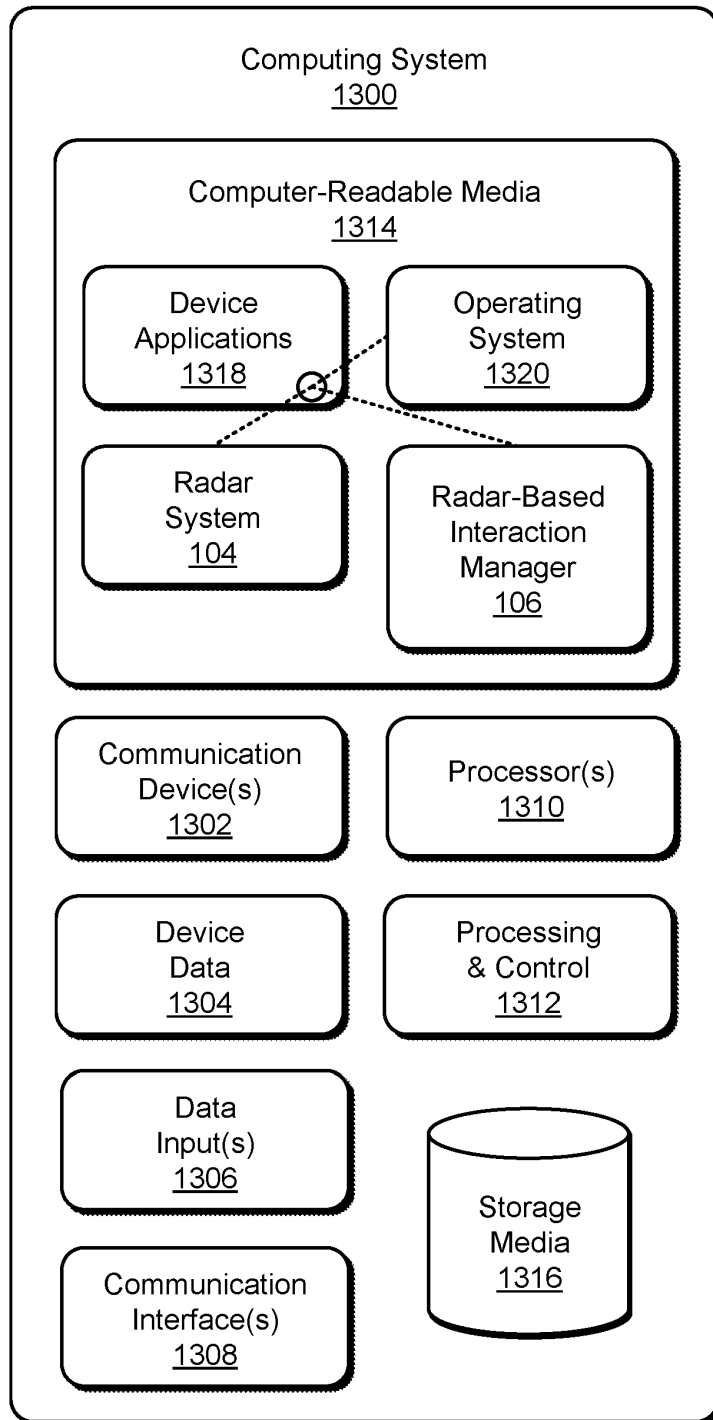 Computing System
1300
Computer-Readable Media
1314
Device
Applications
1318
Operating
System
1320
Radar
System
104
Radar-Based
Interaction
Manager
106
Communication
Device(s)
1302
Processor(s)
1310
Device
Data
1304
Processing
& Control
1312
Data
Input(s)
1306
Storage
Media
1316
Communication
Interface(s)
1308